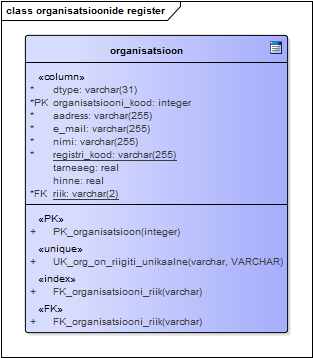 class organisatsioonide register
organisatsioon
«column»
* dtype: varchar(31)
*PK organisatsiooni_kood: integer
* aadress: varchar(255)
* e_mail: varchar(255)
* nimi: varchar(255)
* registri_kood: varchar(255)
tarneaeg: real
hinne: real
*FK riik: varchar(2)
«PK»
+ PK_organisatsioon(integer)
«unique»
+ UK_org_on_riigiti_unikaalne(varchar, VARCHAR)
«index»
+ FK_organisatsiooni_riik(varchar)
«FK»
+ FK_organisatsiooni_riik(varchar)